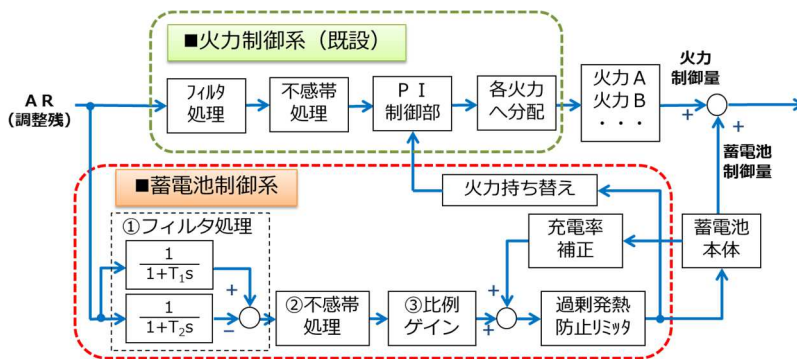 ■火力制御系（既設）
AR
（調整残）
ﾌｨﾙﾀ
処理
不感帯
処理
ＰＩ
制御部
各火力
へ分配
火力Ａ
火力Ｂ
・・・
火力
制御量
+
+
蓄電池
制御量
■蓄電池制御系
火力持ち替え
①フィルタ処理
1
1+T₁s
1
1+T₂s
+
−
②不感帯
処理
③比例
ゲイン
+
+
充電率
補正
過剰発熱
防止ﾘﾐｯﾀ
蓄電池
本体